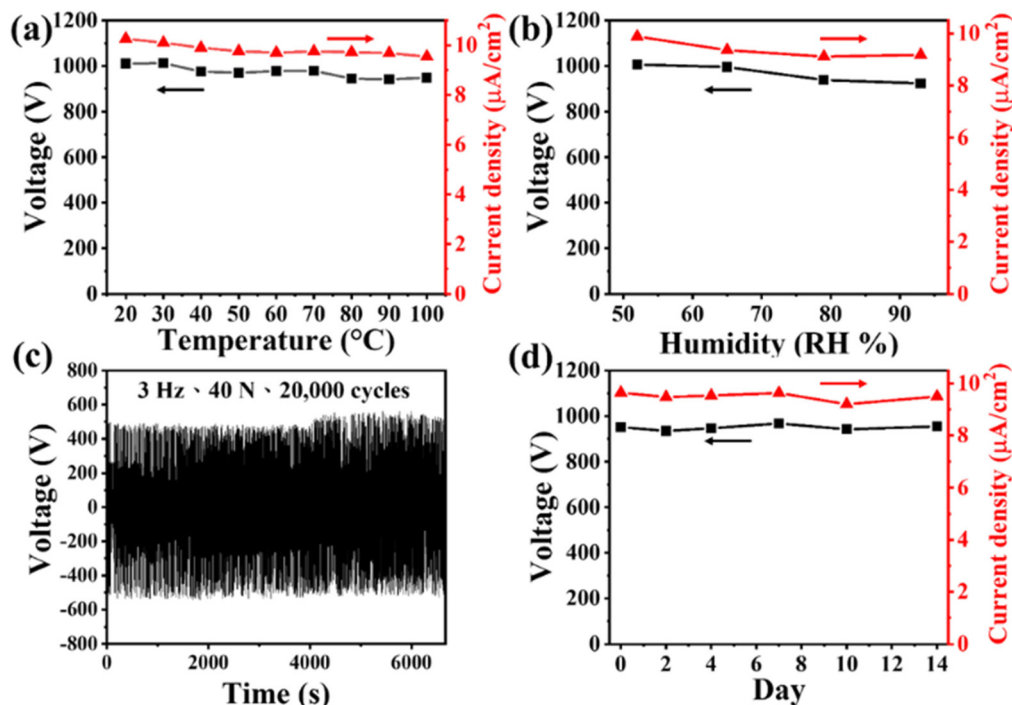 (a)
1200
1000
800
600
400
200
0
Voltage (V)
10
8
6
4
2
0
Current density (μA/cm²)
20 30 40 50 60 70 80 90 100
Temperature (°C)
(b)
1200
1000
800
600
400
200
0
Voltage (V)
10
8
6
4
2
0
Current density (μA/cm²)
50 60 70 80 90
Humidity (RH %)
(c)
3 Hz、40 N、20,000 cycles
800
600
400
200
0
-200
-400
-600
-800
Voltage (V)
0 2000 4000 6000
Time (s)
(d)
1200
1000
800
600
400
200
0
Voltage (V)
10
8
6
4
2
0
Current density (μA/cm²)
0 2 4 6 8 10 12 14
Day